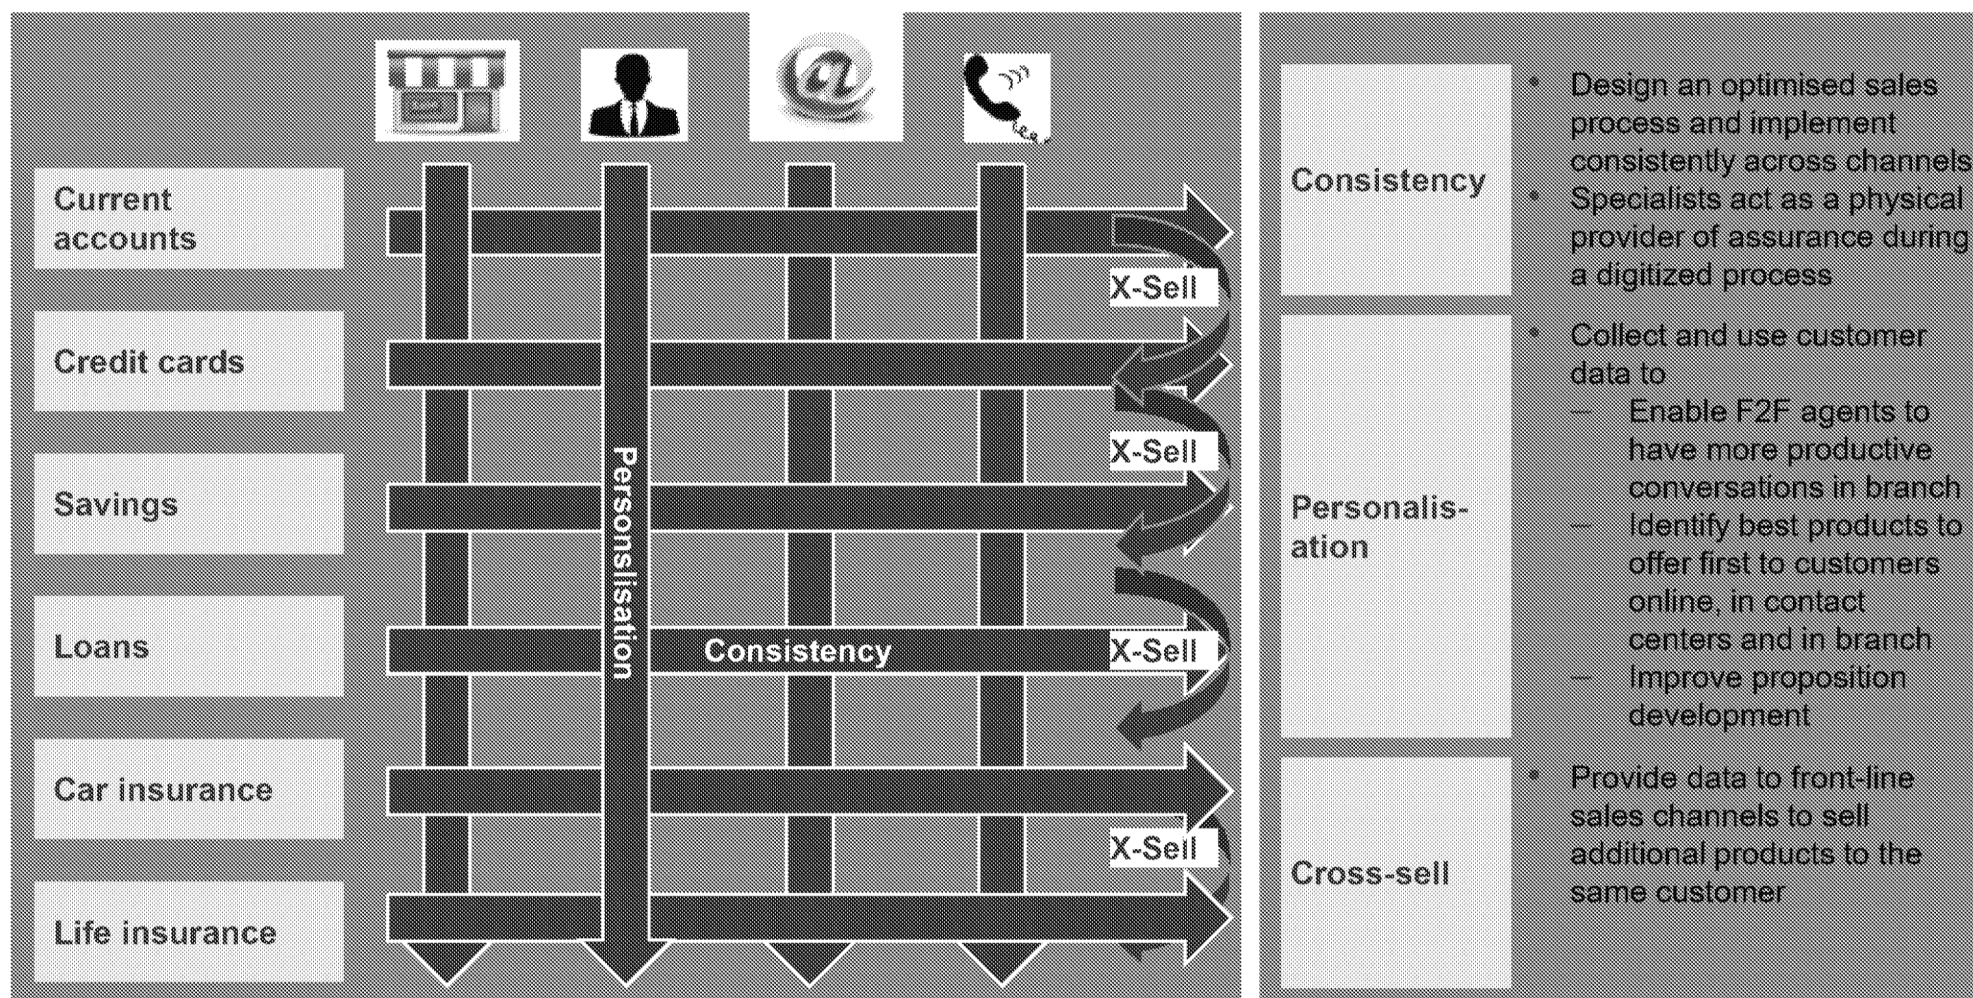 Current
accounts
Credit cards
Savings
Loans
Car insurance
Life insurance
Personslisation
Consistency
X-Sell
X-Sell
X-Sell
X-Sell
Consistency
• Design an optimised sales
process and implement
consistently across channels
• Specialists act as a physical
provider of assurance during
a digitized process
Personalis-
ation
• Collect and use customer
data to
— Enable F2F agents to
have more productive
conversations in branch
— Identify best products to
offer first to customers
online, in contact
centers and in branch
— Improve proposition
development
Cross-sell
• Provide data to front-line
sales channels to sell
additional products to the
same customer